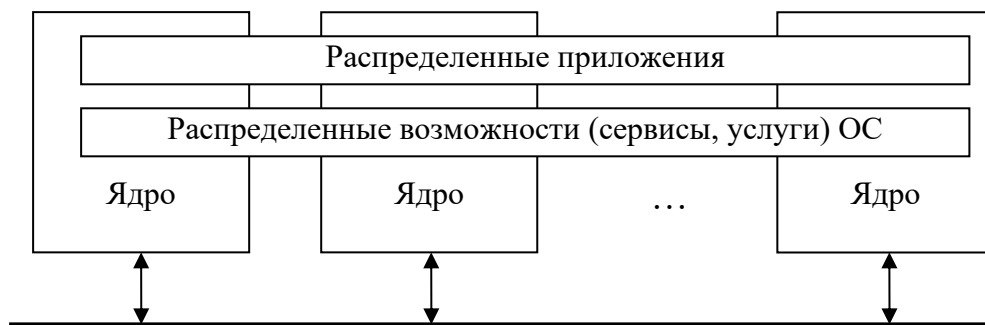 Распределенные приложения
Распределенные возможности (сервисы, услуги) ОС
Ядро Ядро … Ядро